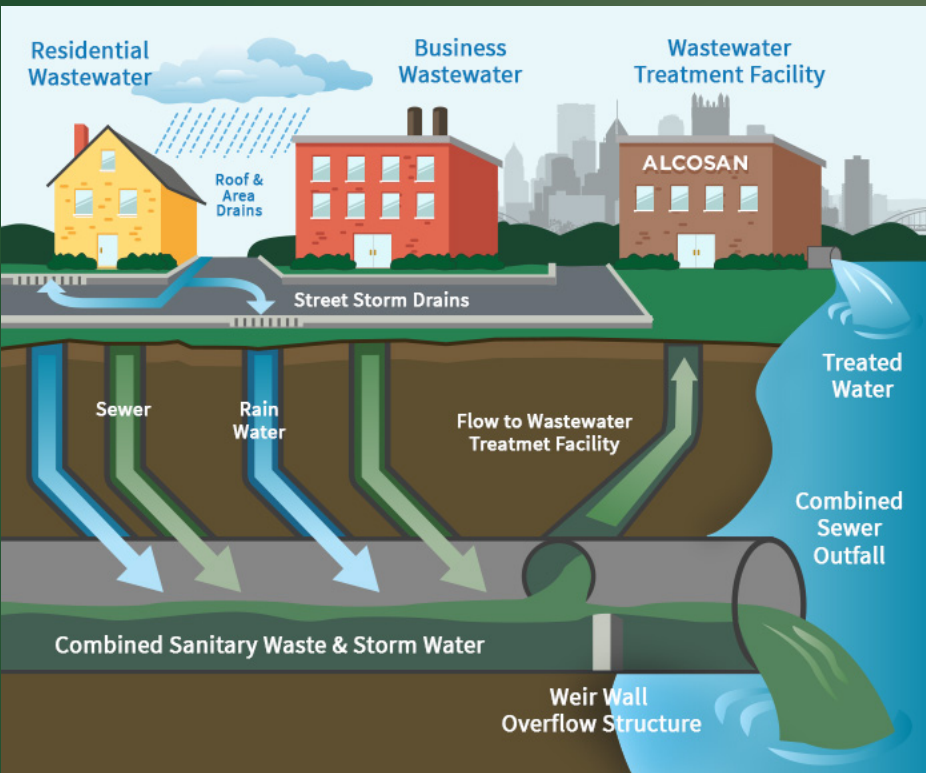 Residential
Wastewater
Business
Wastewater
Wastewater
Treatment Facility
Roof &
Area
Drains
ALCOSAN
Street Storm Drains
Treated
Water
Sewer
Rain
Water
Flow to Wastewater
Treatmet Facility
Combined
Sewer
Outfall
Combined Sanitary Waste & Storm Water
Weir Wall
Overflow Structure